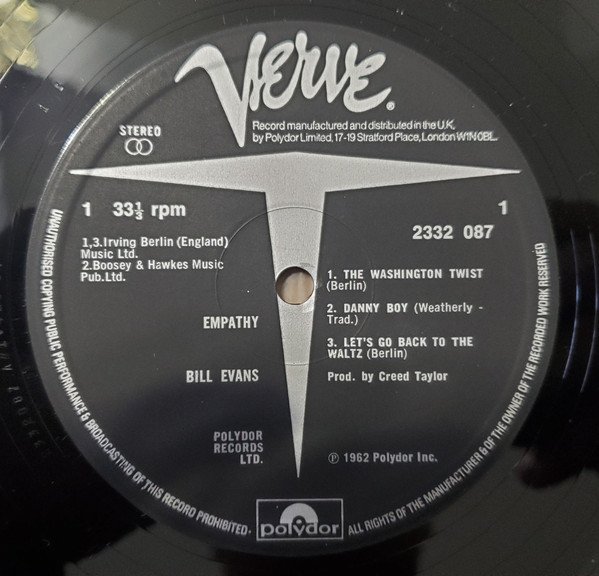 Verve®
Record manufactured and distributed in the U.K.
by Polydor Limited, 17-19 Stratford Place, London W1N 0BL.
STEREO
1 33⅓ rpm
1
2332 087
1,3.Irving Berlin (England)
Music Ltd.
2.Boosey & Hawkes Music
Pub.Ltd.
1. THE WASHINGTON TWIST
(Berlin)
2. DANNY BOY (Weatherly -
Trad.)
3. LET'S GO BACK TO THE
WALTZ (Berlin)
Prod. by Creed Taylor
EMPATHY
BILL EVANS
POLYDOR
RECORDS
LTD.
℗ 1962 Polydor Inc.
UNAUTHORISED COPYING PUBLIC PERFORMANCE & BROADCASTING OF THIS RECORD PROHIBITED·
polydor
ALL RIGHTS OF THE MANUFACTURER & OF THE OWNER OF THE RECORDED WORK RESERVED